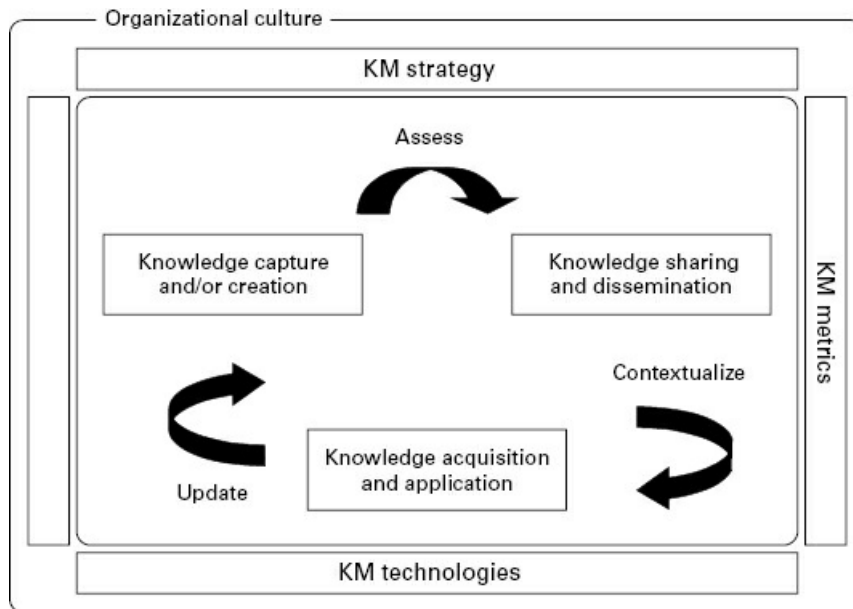 Organizational culture
KM strategy
Assess
Knowledge capture
and/or creation
Knowledge sharing
and dissemination
KM metrics
Contextualize
Knowledge acquisition
and application
Update
KM technologies